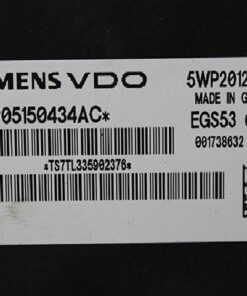 MENS VDO
5WP2012
MADE IN G
05150434AC*
EGS53
001738632
*TS7TL335902376*